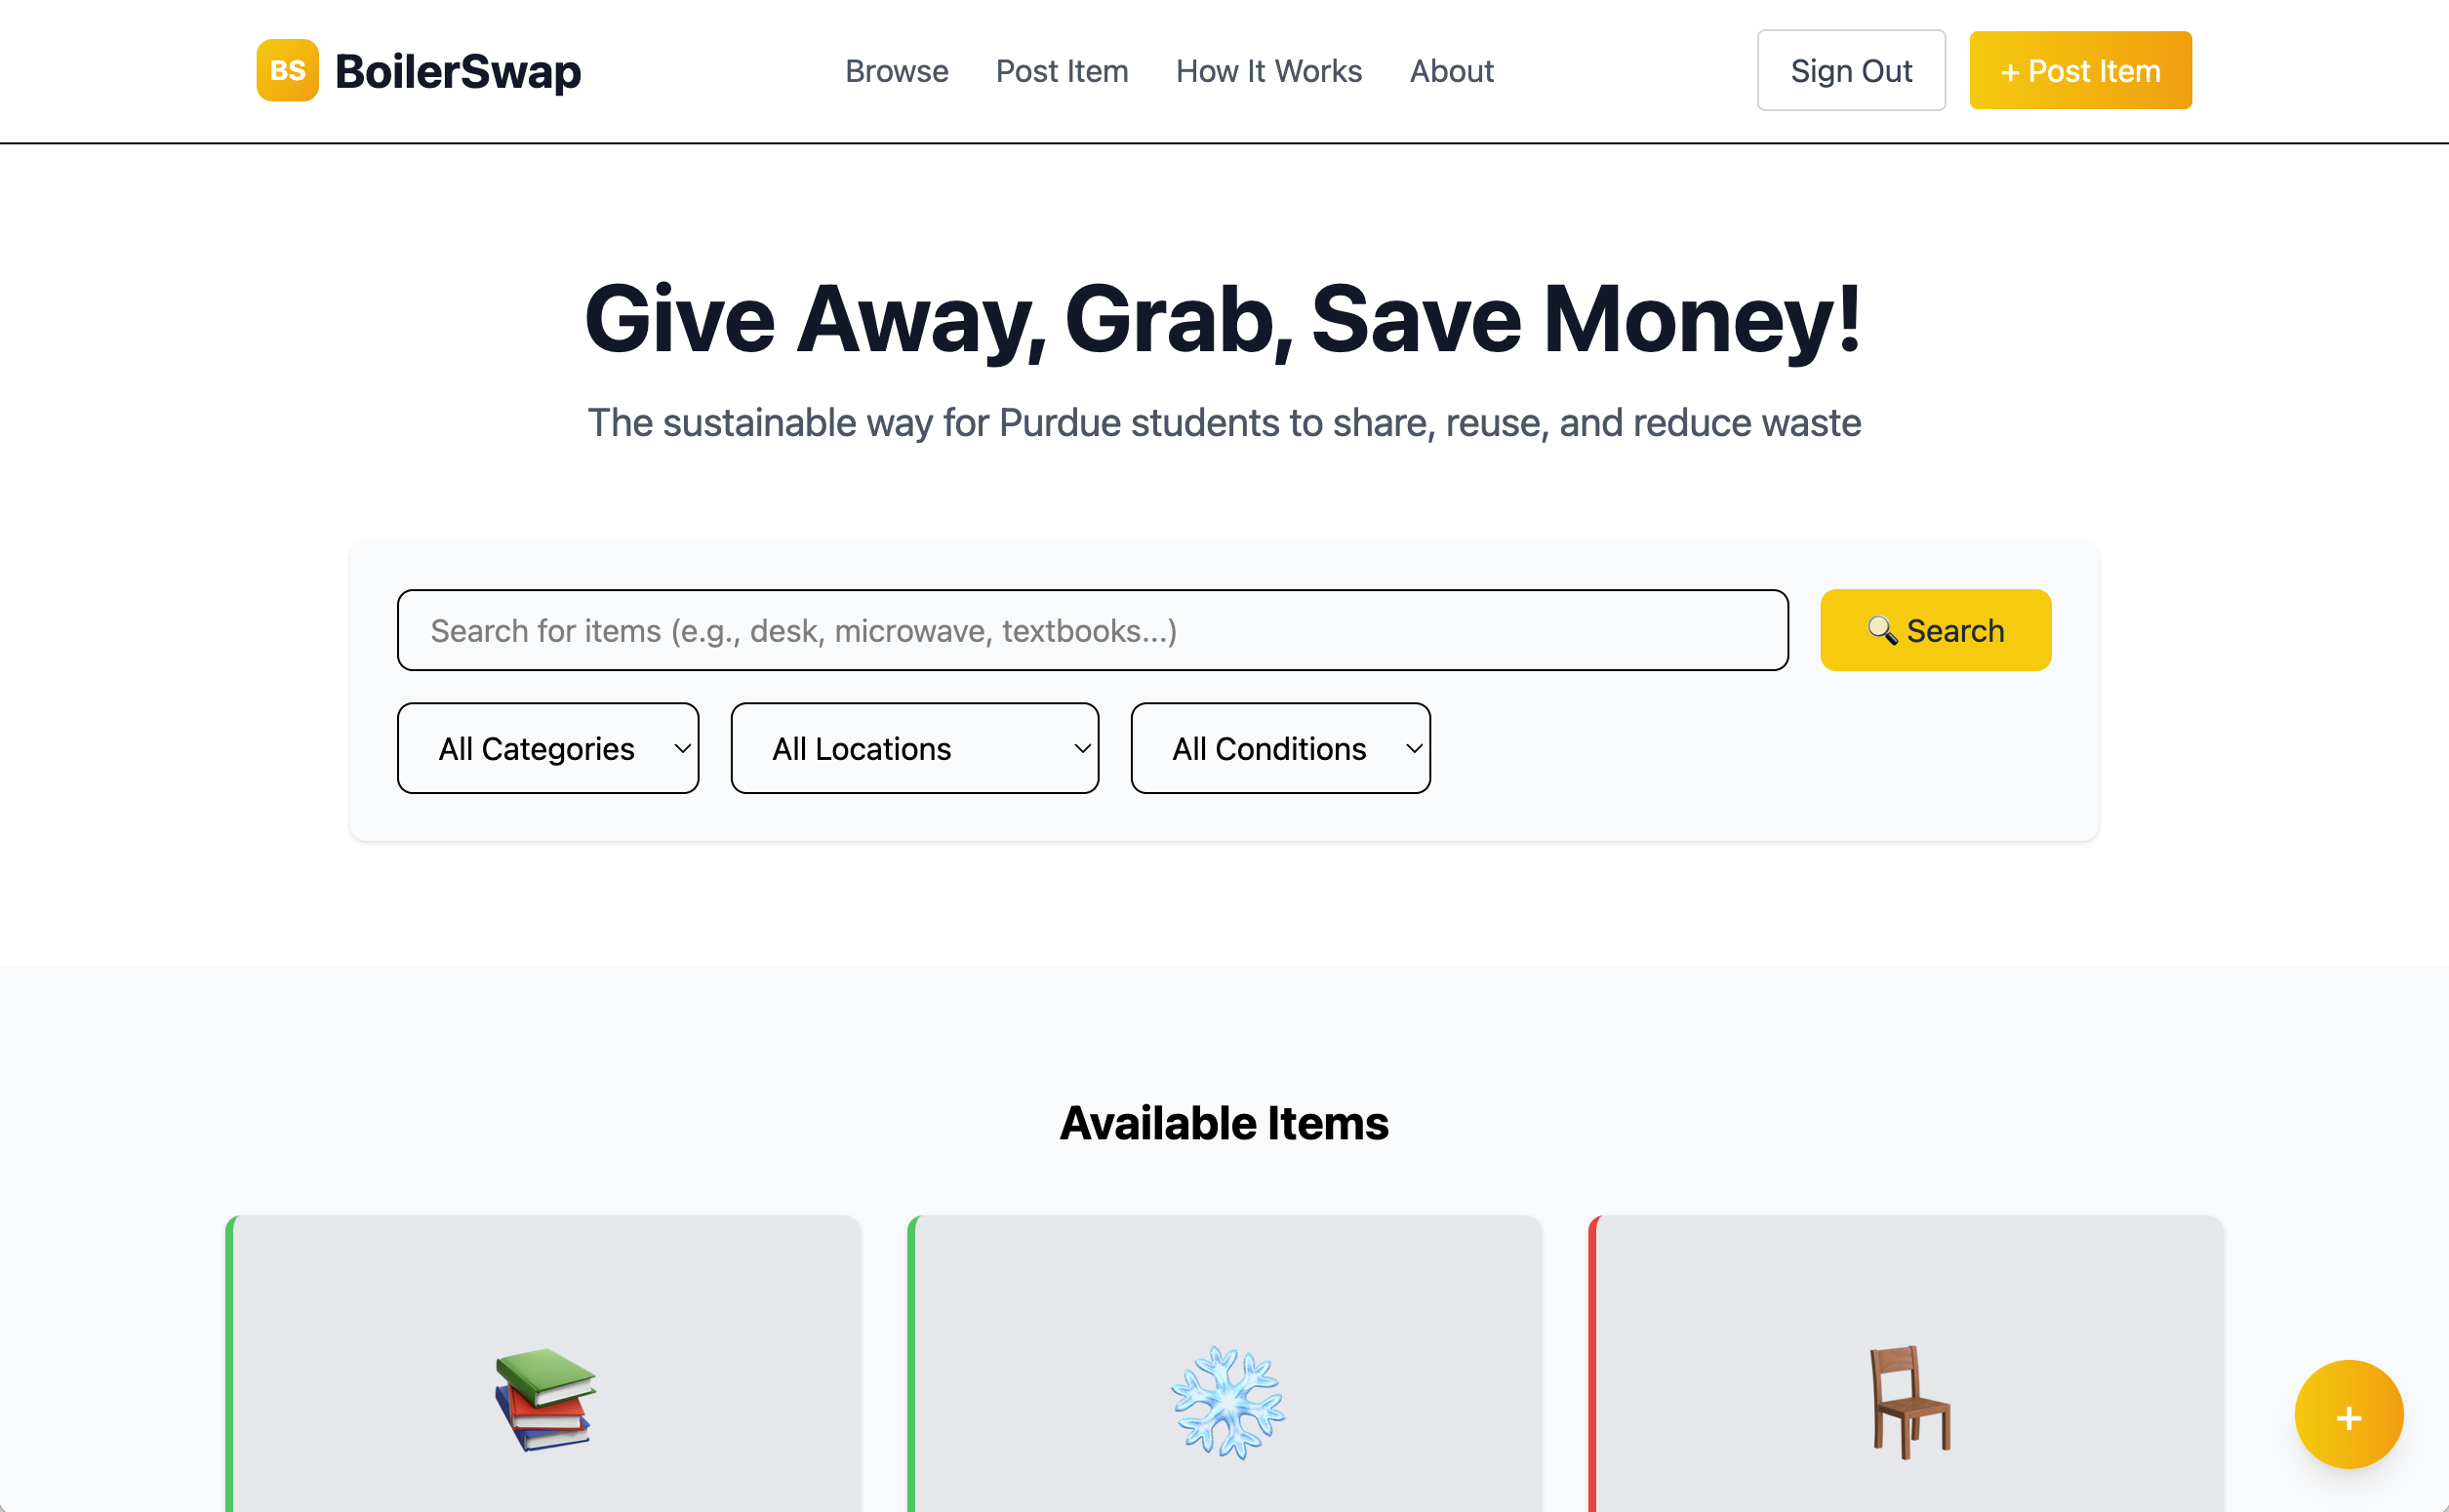 BS BoilerSwap
Browse Post Item How It Works About
Sign Out
+ Post Item
Give Away, Grab, Save Money!
The sustainable way for Purdue students to share, reuse, and reduce waste
Search for items (e.g., desk, microwave, textbooks...)
🔍 Search
All Categories
All Locations
All Conditions
Available Items
+